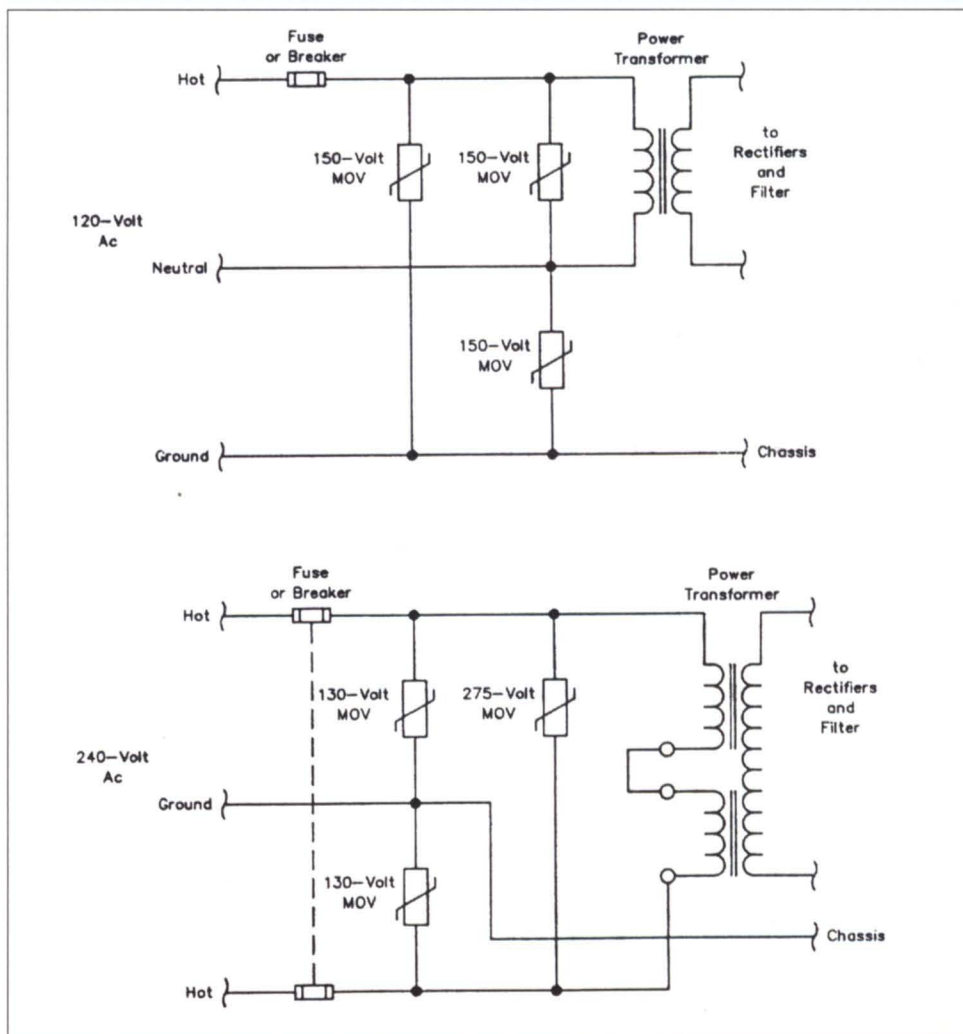 Fuse
or Breaker
Power
Transformer
Hot
150-Volt
MOV
150-Volt
MOV
to
Rectifiers
and
Filter
120-Volt
Ac
Neutral
150-Volt
MOV
Ground
Chassis
Fuse
or Breaker
Power
Transformer
Hot
130-Volt
MOV
275-Volt
MOV
to
Rectifiers
and
Filter
240-Volt
Ac
Ground
130-Volt
MOV
Chassis
Hot